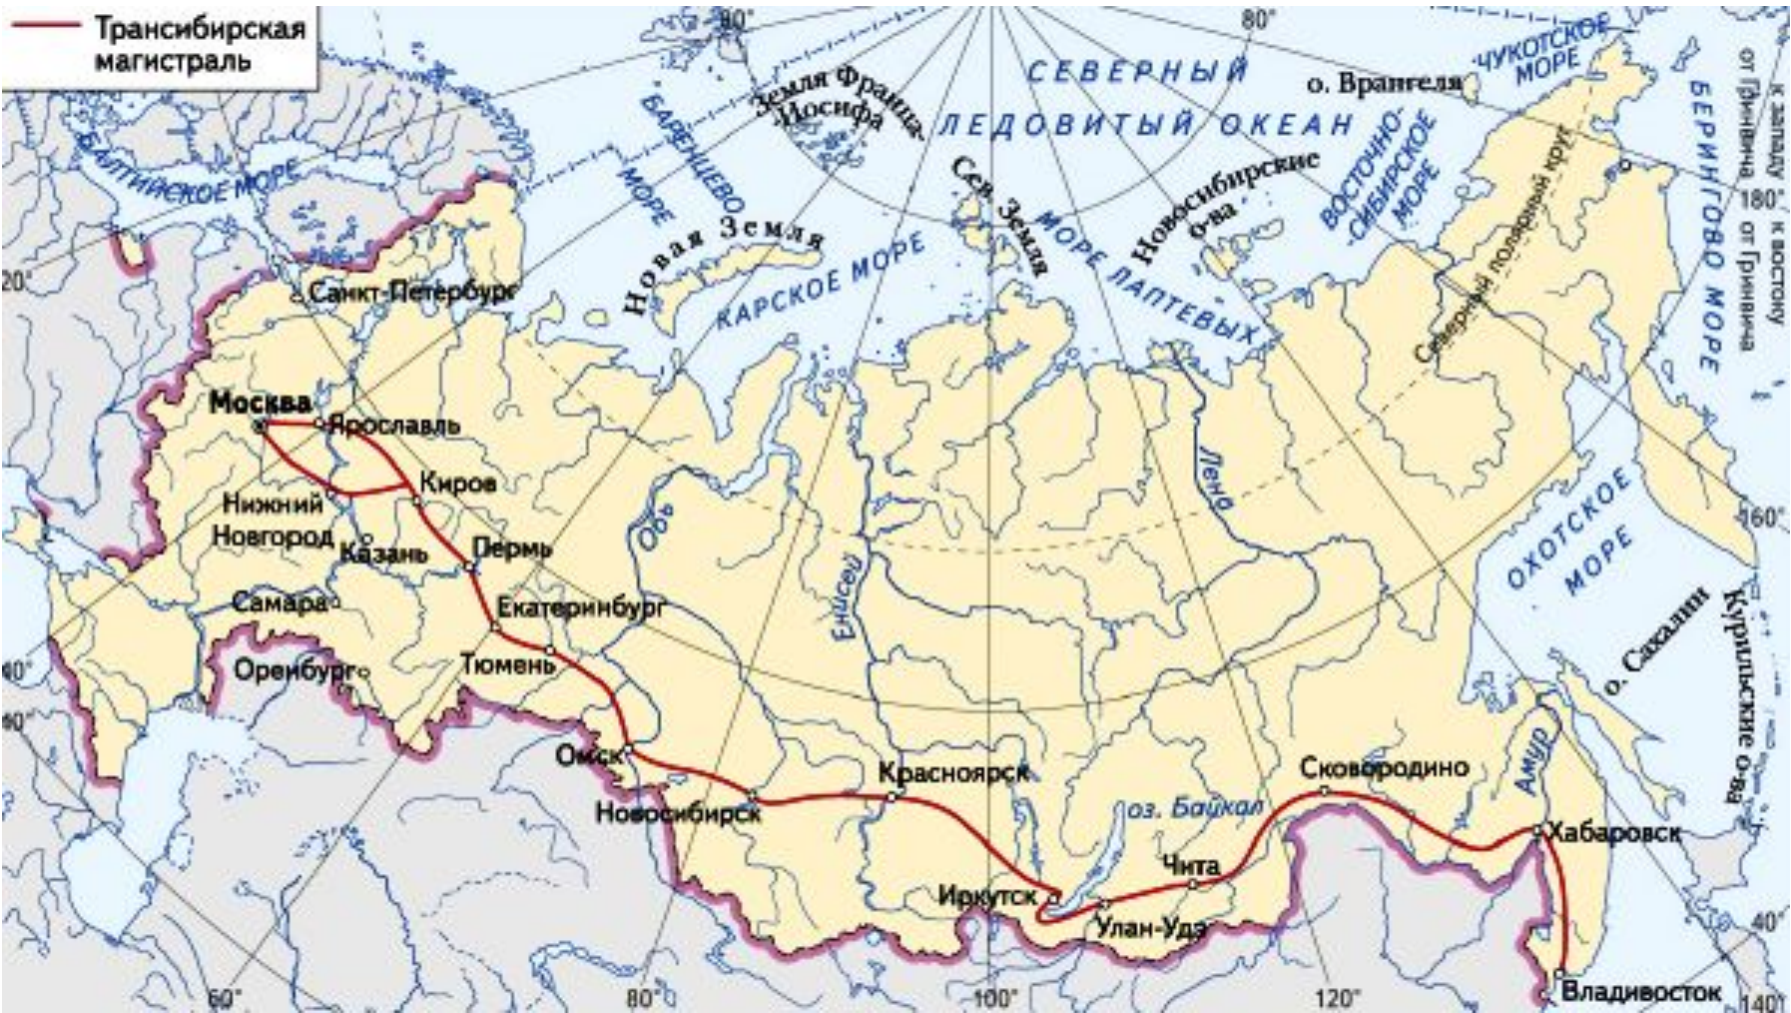 Трансибирская
магистраль
80°
80°
СЕВЕРНЫЙ
ЛЕДОВИТЫЙ ОКЕАН
ЧУКОТСКОЕ
МОРЕ
о. Врангеля
Земля Франца-
Иосифа
БАРЕНЦЕВО
МОРЕ
БАЛТИЙСКОЕ МОРЕ
Сев. Земля
Новосибирские
о-ва
ВОСТОЧНО-
-СИБИРСКОЕ
МОРЕ
БЕРИНГОВО МОРЕ
к западу
от Гринвича
180°
к востоку
от Гринвича
Северный полярный круг
Новая Земля
КАРСКОЕ МОРЕ
МОРЕ ЛАПТЕВЫХ
20°
Санкт-Петербург
Москва
Ярославль
Киров
Нижний
Новгород
Казань
Пермь
Обь
Енисей
Лена
ОХОТСКОЕ
МОРЕ
160°
Самара
Екатеринбург
Тюмень
Оренбург
40°
40°
о. Сахалин
Курильские о-ва
Омск
Новосибирск
Красноярск
оз. Байкал
Сковородино
Амур
Хабаровск
Чита
Иркутск
Улан-Удэ
40°
Владивосток
60°
80°
100°
120°
140°